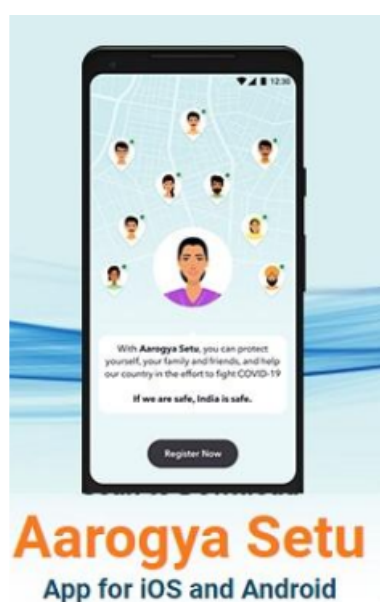 12:30
With Aarogya Setu, you can protect
yourself, your family and friends, and help
our country in the effort to fight COVID-19
If we are safe, India is safe.
Register Now
Aarogya Setu
App for iOS and Android